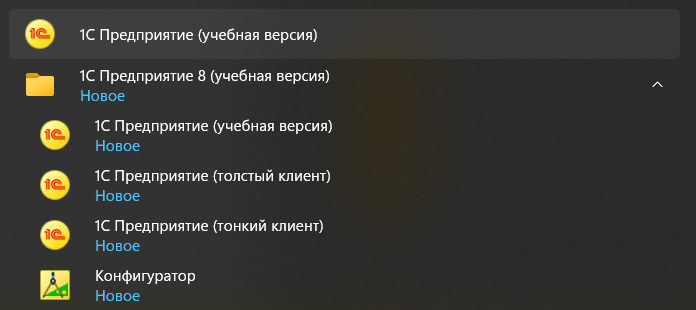 1С Предприятие (учебная версия)
1С Предприятие 8 (учебная версия)
Новое
1С Предприятие (учебная версия)
Новое
1С Предприятие (толстый клиент)
Новое
1С Предприятие (тонкий клиент)
Новое
Конфигуратор
Новое